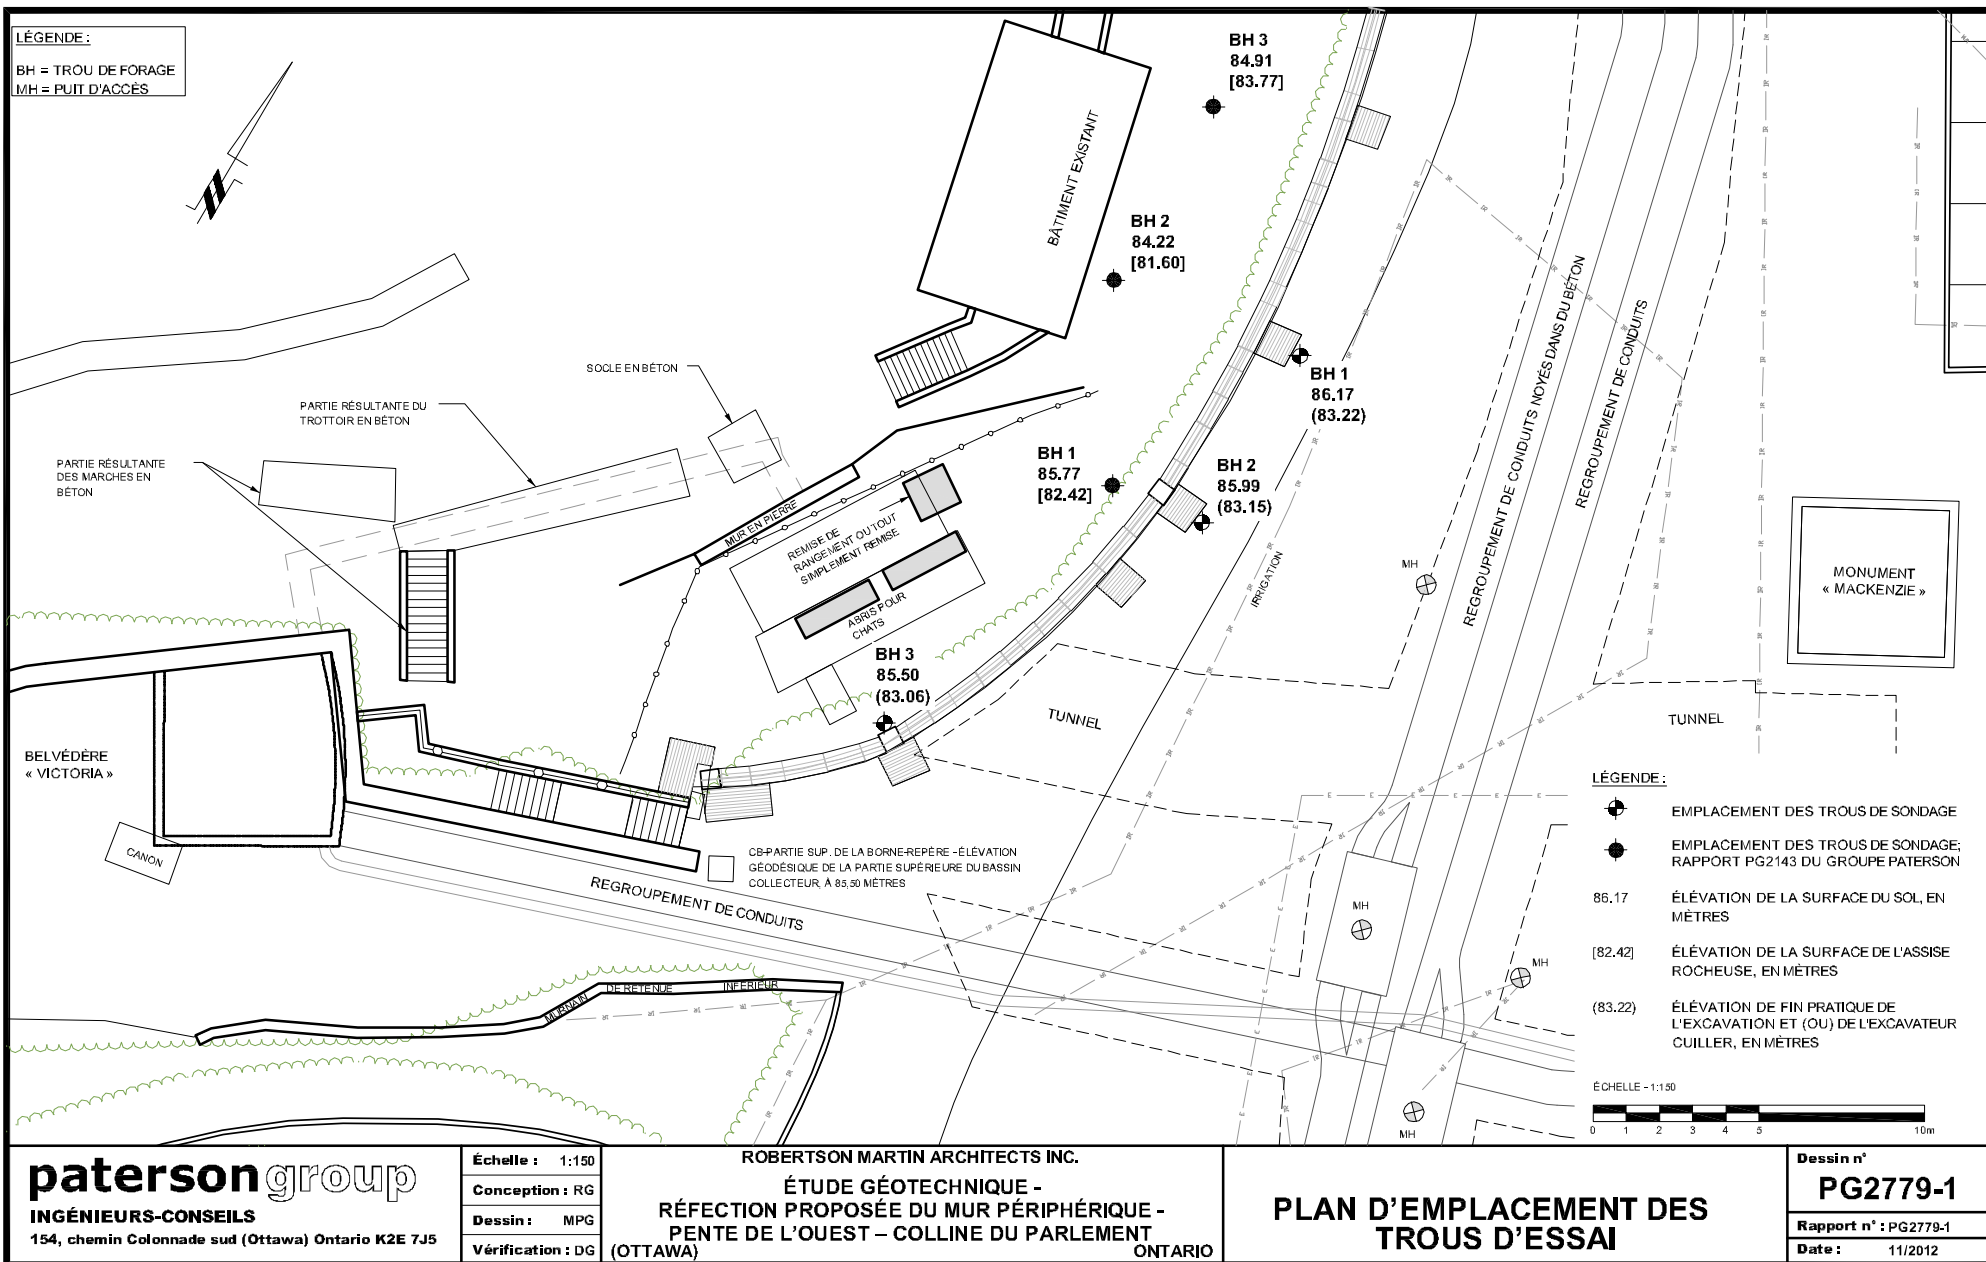 LÉGENDE :
BH = TROU DE FORAGE
MH = PUIT D'ACCÈS
BH 3
84.91
[83.77]
BÂTIMENT EXISTANT
BH 2
84.22
[81.60]
SOCLE EN BÉTON
PARTIE RÉSULTANTE DU
TROTTOIR EN BÉTON
PARTIE RÉSULTANTE
DES MARCHES EN
BÉTON
BH 1
86.17
(83.22)
BH 1
85.77
[82.42]
BH 2
85.99
(83.15)
MUR EN PIERRE
REMISE DE
RANGEMENT OU TOUT
SIMPLEMENT REMISE
ABRIS POUR
CHATS
BH 3
85.50
(83.06)
IRRIGATION
REGROUPEMENT DE CONDUITS NOYÉS DANS DU BÉTON
REGROUPEMENT DE CONDUITS
MH
MONUMENT
« MACKENZIE »
TUNNEL
TUNNEL
BELVÉDÈRE
« VICTORIA »
CANON
CB-PARTIE SUP. DE LA BORNE-REPÈRE - ÉLÉVATION
GÉODÉSIQUE DE LA PARTIE SUPÉRIEURE DU BASSIN
COLLECTEUR, À 85,50 MÈTRES
REGROUPEMENT DE CONDUITS
MH
MH
MH
DE RETENUE INFÉRIEUR
LÉGENDE :
EMPLACEMENT DES TROUS DE SONDAGE
EMPLACEMENT DES TROUS DE SONDAGE;
RAPPORT PG2143 DU GROUPE PATERSON
86.17 ÉLÉVATION DE LA SURFACE DU SOL, EN
MÈTRES
[82.42] ÉLÉVATION DE LA SURFACE DE L'ASSISE
ROCHEUSE, EN MÈTRES
(83.22) ÉLÉVATION DE FIN PRATIQUE DE
L'EXCAVATION ET (OU) DE L'EXCAVATEUR
CUILLER, EN MÈTRES
ÉCHELLE - 1:150
0 1 2 3 4 5 10m
patersongroup
INGÉNIEURS-CONSEILS
154, chemin Colonnade sud (Ottawa) Ontario K2E 7J5
Échelle : 1:150
Conception : RG
Dessin : MPG
Vérification : DG
ROBERTSON MARTIN ARCHITECTS INC.
ÉTUDE GÉOTECHNIQUE -
RÉFECTION PROPOSÉE DU MUR PÉRIPHÉRIQUE -
PENTE DE L'OUEST – COLLINE DU PARLEMENT
(OTTAWA) ONTARIO
PLAN D'EMPLACEMENT DES
TROUS D'ESSAI
Dessin n°
PG2779-1
Rapport n° : PG2779-1
Date : 11/2012